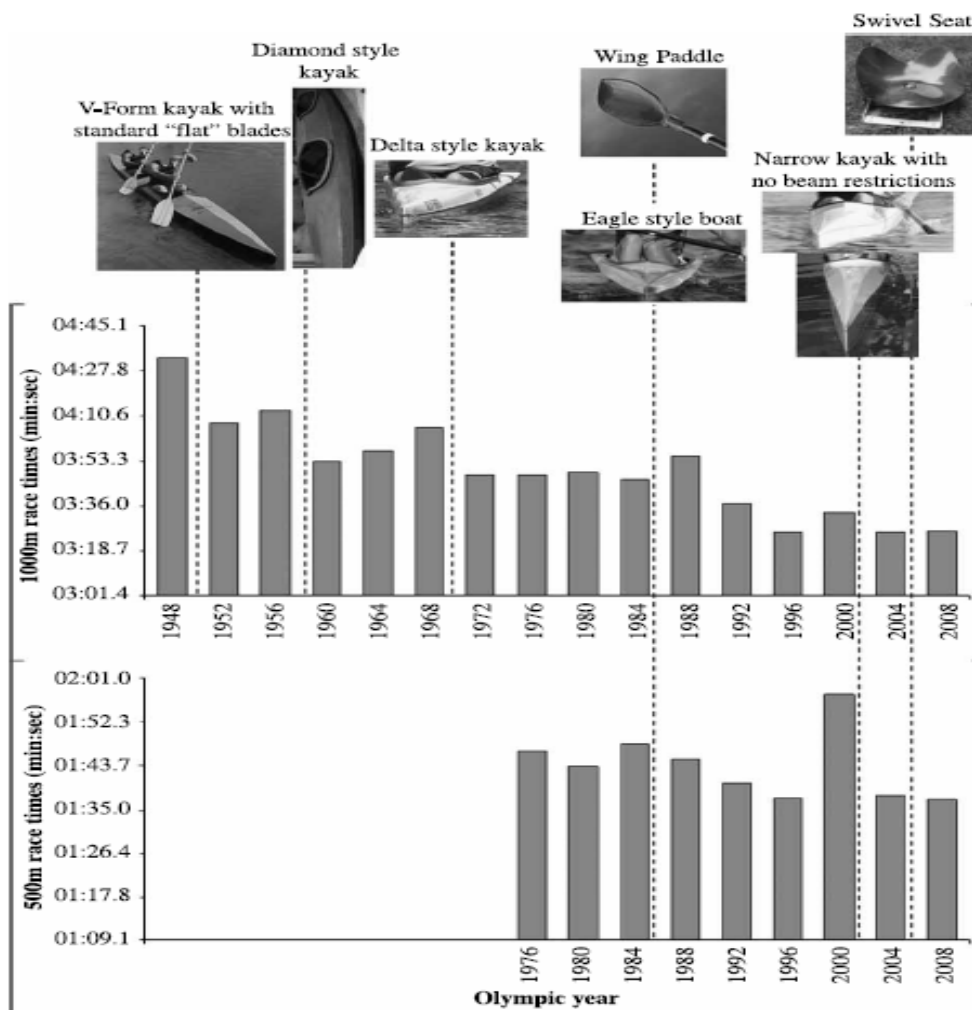 Swivel Seat
Diamond style
kayak
Wing Paddle
V-Form kayak with
standard “flat” blades
Delta style kayak
Narrow kayak with
no beam restrictions
Eagle style boat
1000m race times (min:sec)
04:45.1
04:27.8
04:10.6
03:53.3
03:36.0
03:18.7
03:01.4
1948 1952 1956 1960 1964 1968 1972 1976 1980 1984 1988 1992 1996 2000 2004 2008
500m race times (min:sec)
02:01.0
01:52.3
01:43.7
01:35.0
01:26.4
01:17.8
01:09.1
1976 1980 1984 1988 1992 1996 2000 2004 2008
Olympic year